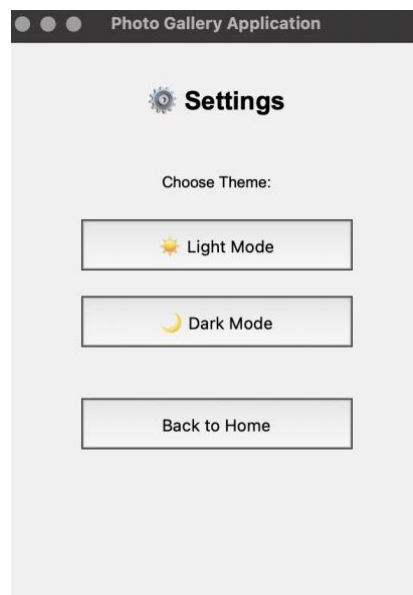 Photo Gallery Application
⚙️ Settings
Choose Theme:
☀️ Light Mode
🌙 Dark Mode
Back to Home